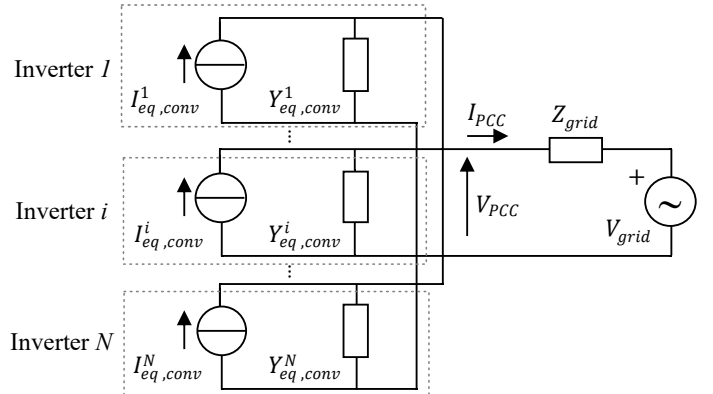 Inverter 1
I^1_{eq,conv}
Y^1_{eq,conv}
I_{PCC}
Z_{grid}
Inverter i
I^i_{eq,conv}
Y^i_{eq,conv}
V_{PCC}
+
~
V_{grid}
Inverter N
I^N_{eq,conv}
Y^N_{eq,conv}